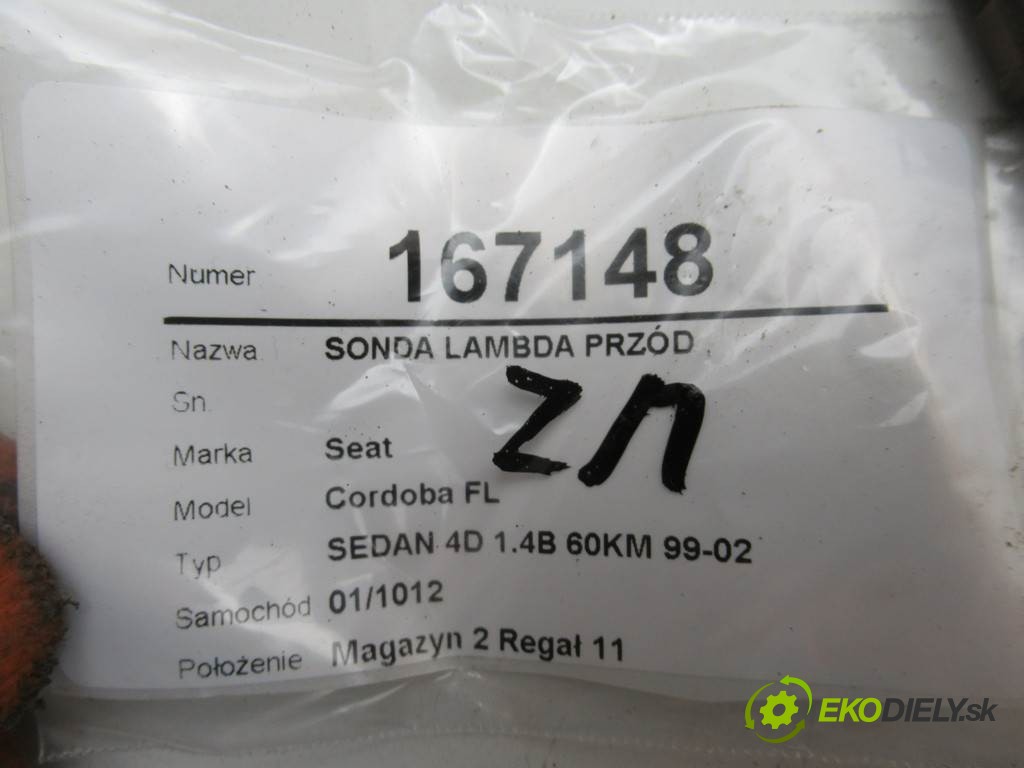 Numer 167148
Nazwa SONDA LAMBDA PRZÓD
Sn.
ZN
Marka Seat
Model Cordoba FL
Typ SEDAN 4D 1.4B 60KM 99-02
Samochód 01/1012
Położenie Magazyn 2 Regał 11
EKODIELY.sk